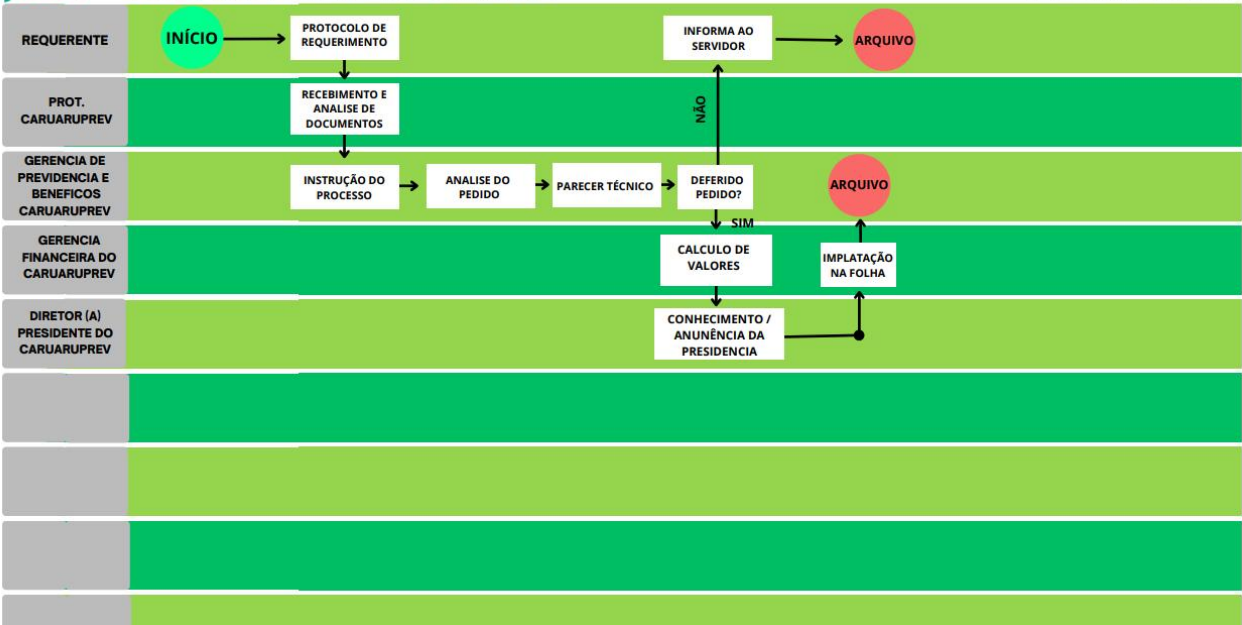 REQUERENTE
INÍCIO
PROTOCOLO DE
REQUERIMENTO
INFORMA AO
SERVIDOR
ARQUIVO
PROT.
CARUARUPREV
RECEBIMENTO E
ANALISE DE
DOCUMENTOS
NÃO
GERENCIA DE
PREVIDENCIA E
BENEFICOS
CARUARUPREV
INSTRUÇÃO DO
PROCESSO
ANALISE DO
PEDIDO
PARECER TÉCNICO
DEFERIDO
PEDIDO?
ARQUIVO
SIM
GERENCIA
FINANCEIRA DO
CARUARUPREV
CALCULO DE
VALORES
IMPLATAÇÃO
NA FOLHA
DIRETOR (A)
PRESIDENTE DO
CARUARUPREV
CONHECIMENTO /
ANUNÊNCIA DA
PRESIDENCIA